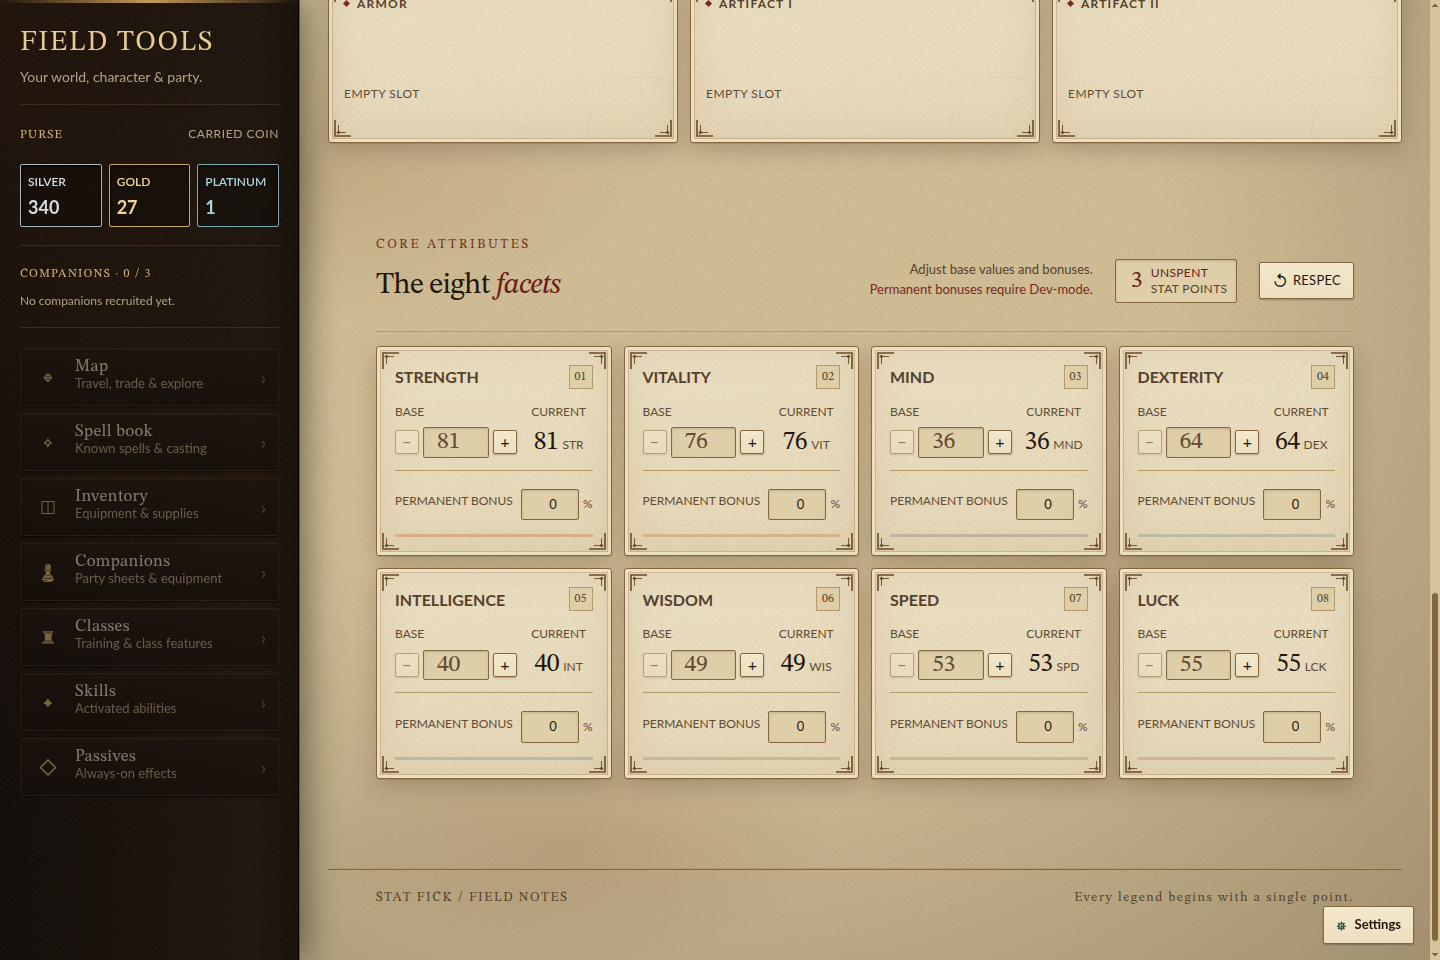 FIELD TOOLS
Your world, character & party.
PURSE
CARRIED COIN
SILVER
340
GOLD
27
PLATINUM
1
COMPANIONS · 0 / 3
No companions recruited yet.
Map
Travel, trade & explore
Spell book
Known spells & casting
Inventory
Equipment & supplies
Companions
Party sheets & equipment
Classes
Training & class features
Skills
Activated abilities
Passives
Always-on effects
ARMOR
EMPTY SLOT
ARTIFACT I
EMPTY SLOT
ARTIFACT II
EMPTY SLOT
CORE ATTRIBUTES
The eight facets
Adjust base values and bonuses.
Permanent bonuses require Dev-mode.
3
UNSPENT
STAT POINTS
RESPEC
STRENGTH
01
BASE
CURRENT
− 81 +
81 STR
PERMANENT BONUS 0 %
VITALITY
02
BASE
CURRENT
− 76 +
76 VIT
PERMANENT BONUS 0 %
MIND
03
BASE
CURRENT
− 36 +
36 MND
PERMANENT BONUS 0 %
DEXTERITY
04
BASE
CURRENT
− 64 +
64 DEX
PERMANENT BONUS 0 %
INTELLIGENCE
05
BASE
CURRENT
− 40 +
40 INT
PERMANENT BONUS 0 %
WISDOM
06
BASE
CURRENT
− 49 +
49 WIS
PERMANENT BONUS 0 %
SPEED
07
BASE
CURRENT
− 53 +
53 SPD
PERMANENT BONUS 0 %
LUCK
08
BASE
CURRENT
− 55 +
55 LCK
PERMANENT BONUS 0 %
STAT FICK / FIELD NOTES
Every legend begins with a single point.
Settings